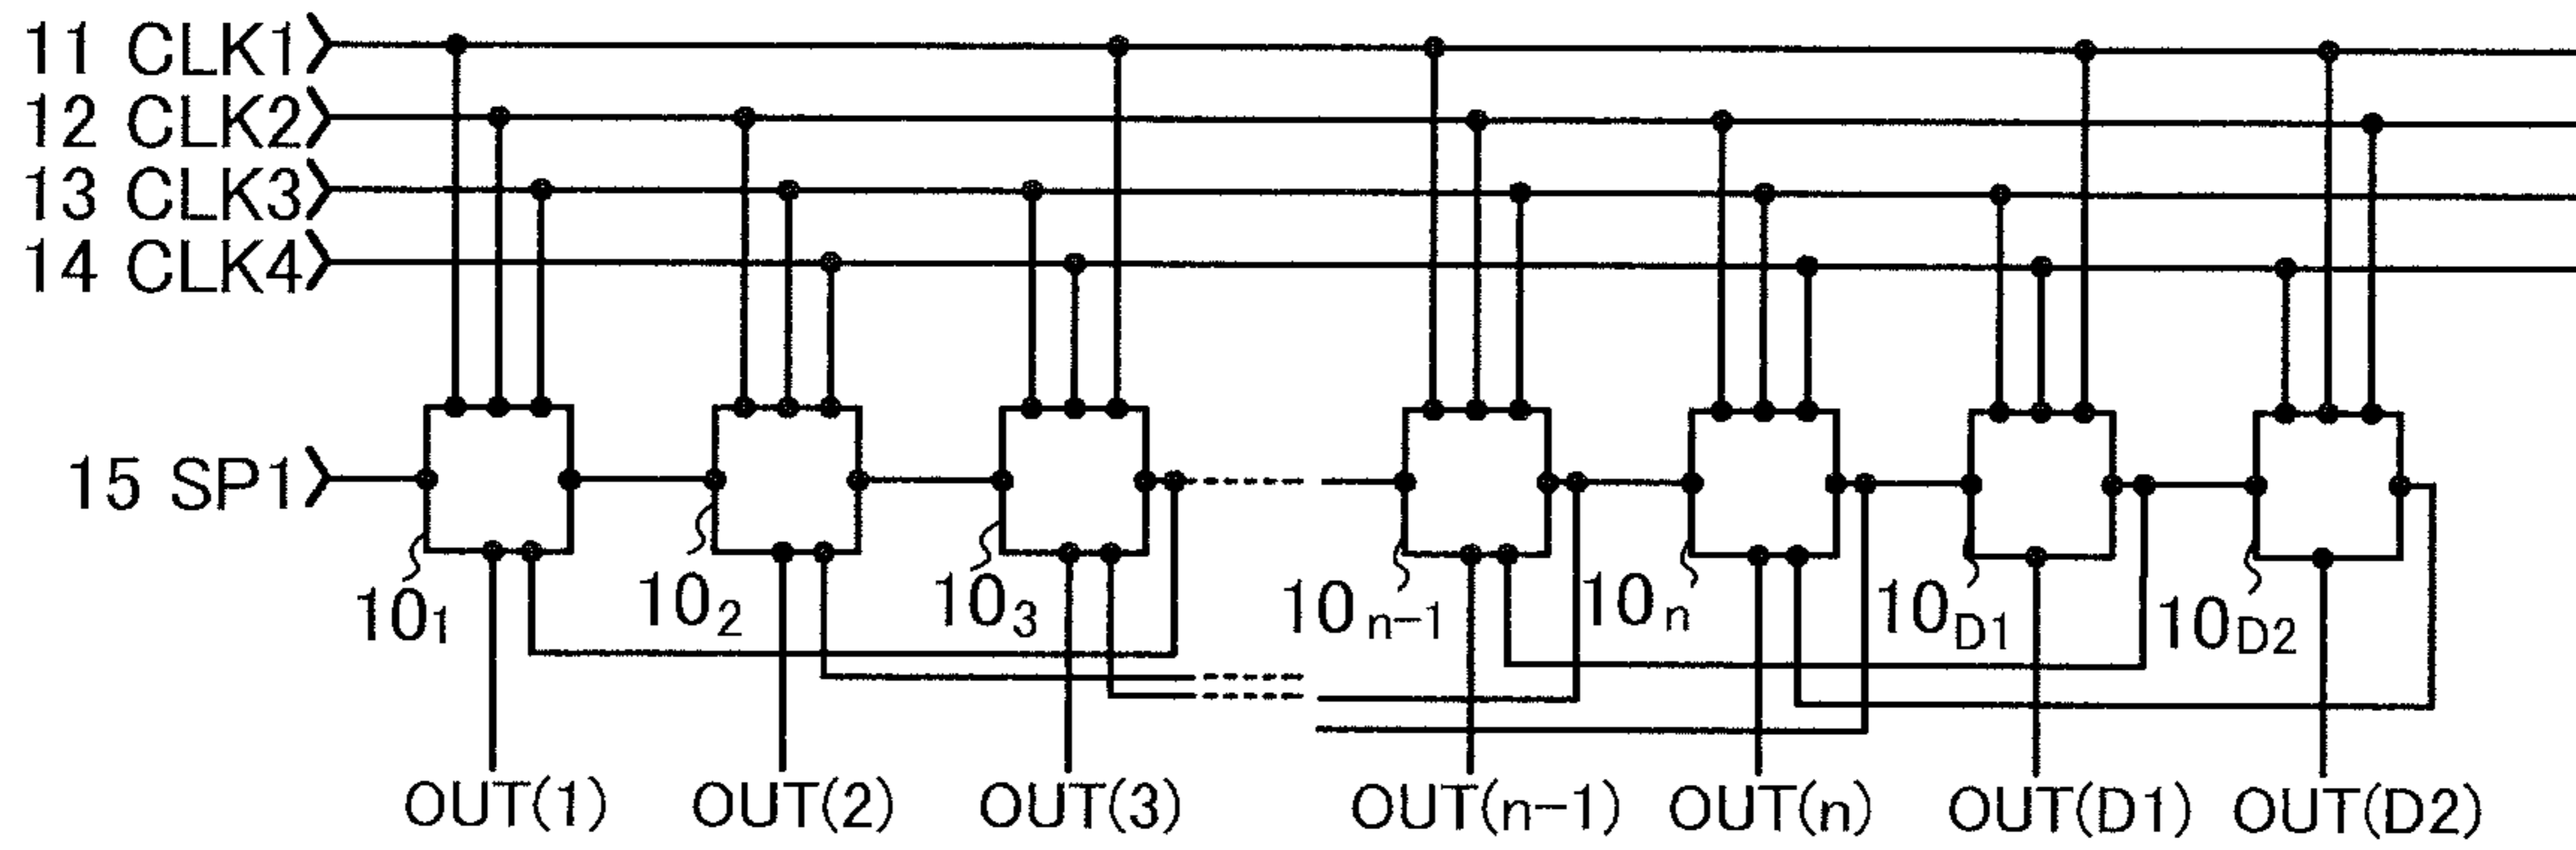 11 CLK1
12 CLK2
13 CLK3
14 CLK4
15 SP1
10₁ 10₂ 10₃ 10ₙ₋₁ 10ₙ 10D1 10D2
OUT(1) OUT(2) OUT(3) OUT(n-1) OUT(n) OUT(D1) OUT(D2)